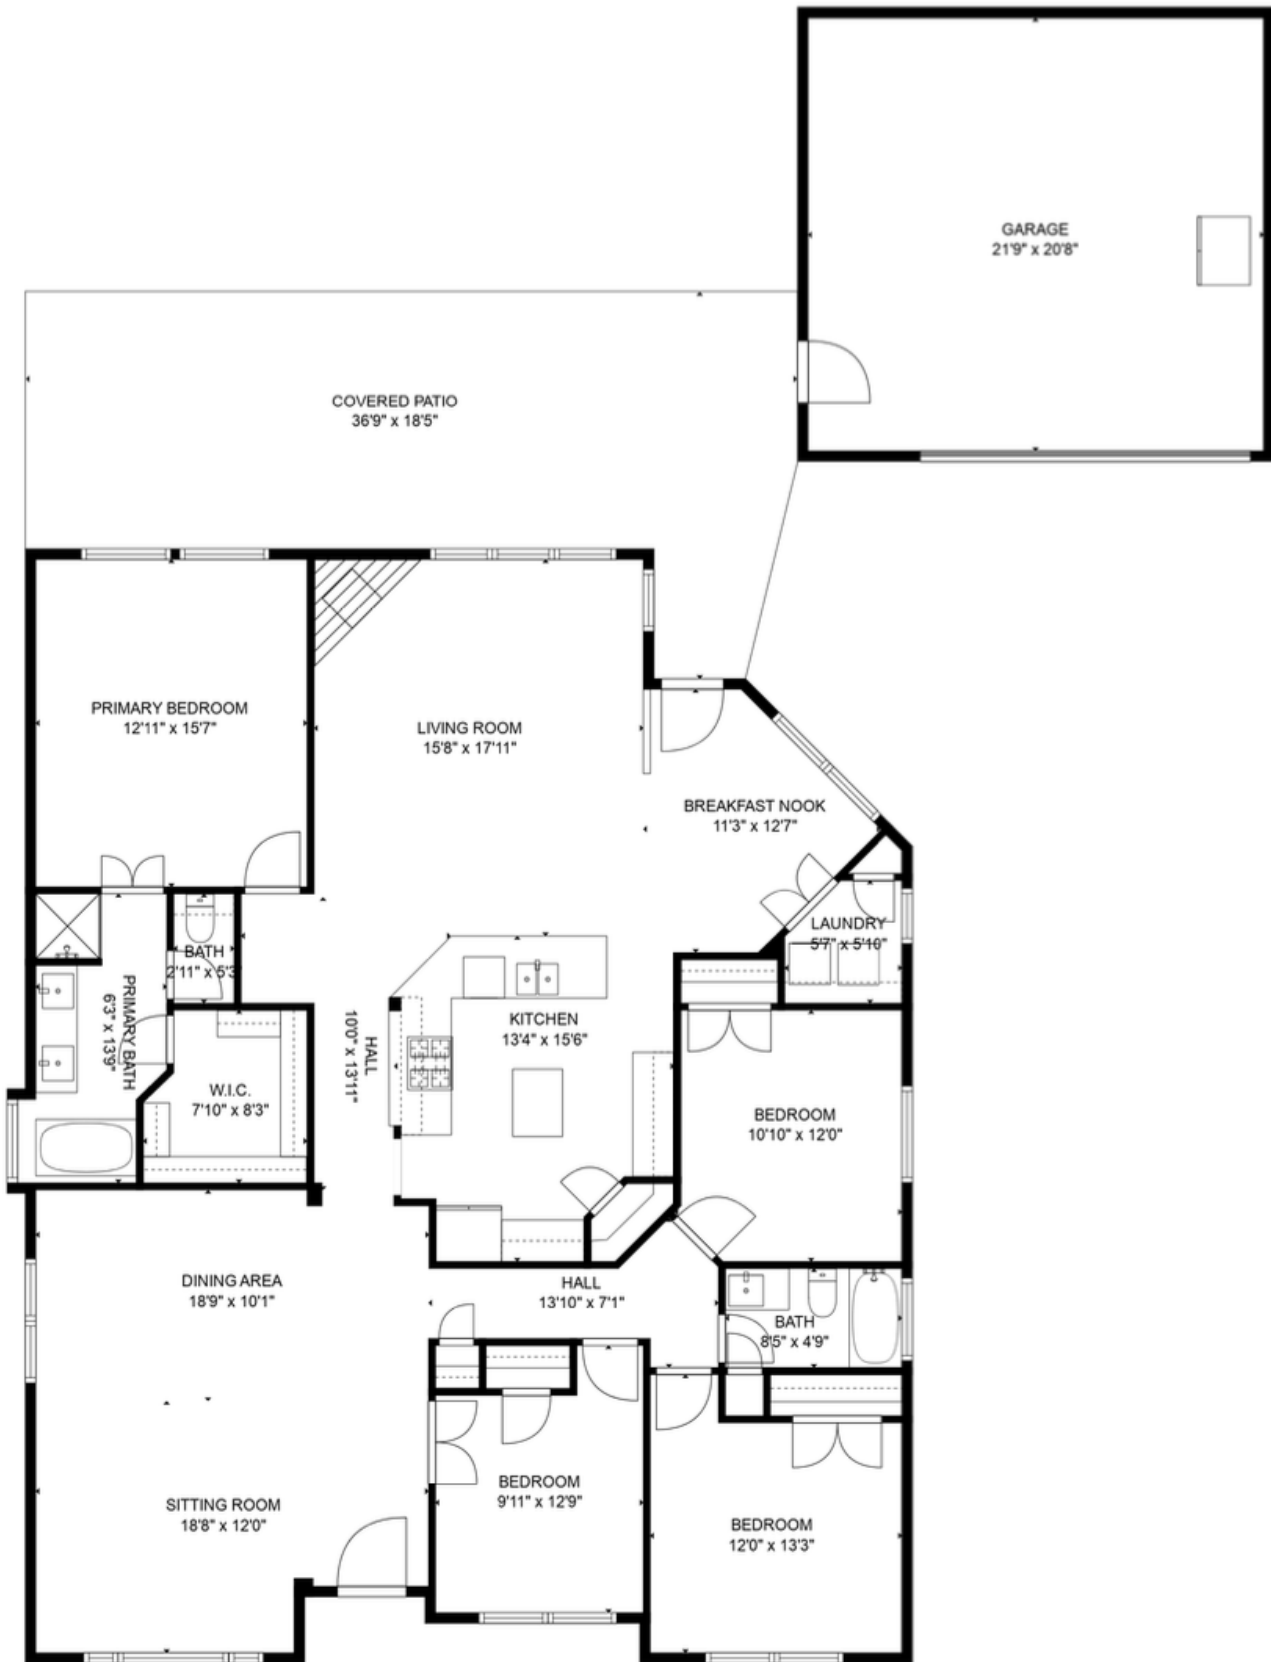 GARAGE
21'9" x 20'8"
COVERED PATIO
36'9" x 18'5"
PRIMARY BEDROOM
12'11" x 15'7"
LIVING ROOM
15'8" x 17'11"
BREAKFAST NOOK
11'3" x 12'7"
LAUNDRY
5'7" x 5'10"
BATH
2'11" x 5'3"
PRIMARY BATH
6'3" x 13'9"
W.I.C.
7'10" x 8'3"
HALL
10'0" x 13'11"
KITCHEN
13'4" x 15'6"
BEDROOM
10'10" x 12'0"
DINING AREA
18'9" x 10'1"
HALL
13'10" x 7'1"
BATH
8'5" x 4'9"
SITTING ROOM
18'8" x 12'0"
BEDROOM
9'11" x 12'9"
BEDROOM
12'0" x 13'3"